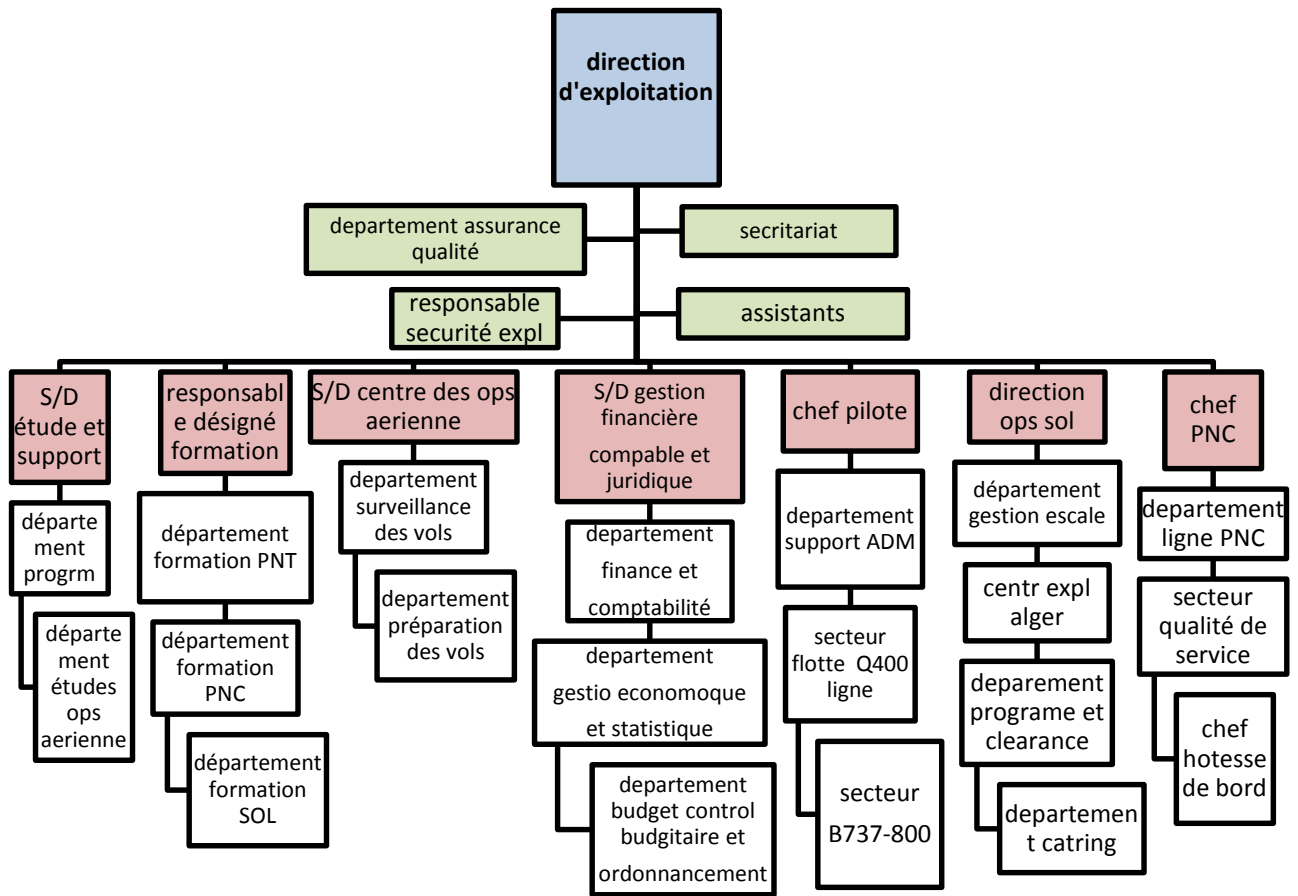 direction
d'exploitation
departement assurance
qualité
secritariat
responsable
securité expl
assistants
S/D
étude et
support
départe
ment
progrm
départe
ment
études
ops
aerienne
responsabl
e désigné
formation
département
formation PNT
département
formation
PNC
département
formation
SOL
S/D centre des ops
aerienne
departement
surveillance
des vols
departement
préparation
des vols
S/D gestion
financière
compable et
juridique
departement
finance et
comptabilité
departement
gestio economoque
et statistique
departement
budget control
budgitaire et
ordonnancement
chef pilote
departement
support ADM
secteur
flotte Q400
ligne
secteur
B737-800
direction
ops sol
département
gestion escale
centr expl
alger
deparement
programe et
clearance
departemen
t catring
chef
PNC
departement
ligne PNC
secteur
qualité de
service
chef
hotesse
de bord